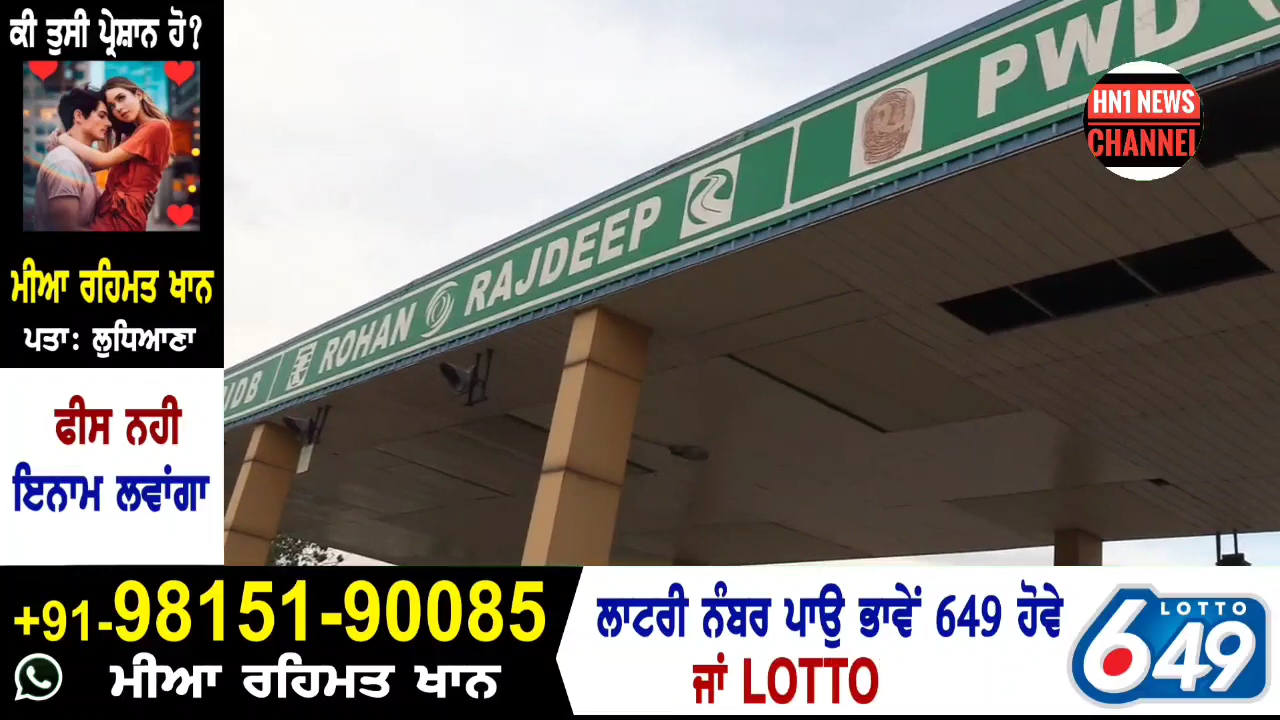 ਕੀ ਤੁਸੀ ਪ੍ਰੇਸ਼ਾਨ ਹੋ?
ਮੀਆ ਰਹਿਮਤ ਖਾਨ
ਪਤਾ: ਲੁਧਿਆਣਾ
ਫੀਸ ਨਹੀ
ਇਨਾਮ ਲਵਾਂਗਾ
ROHAN RAJDEEP
PWD
HN1 NEWS
CHANNEL
+91-98151-90085
ਮੀਆ ਰਹਿਮਤ ਖਾਨ
ਲਾਟਰੀ ਨੰਬਰ ਪਾਉ ਭਾਵੇਂ 649 ਹੋਵੇ
ਜਾਂ LOTTO
LOTTO
649